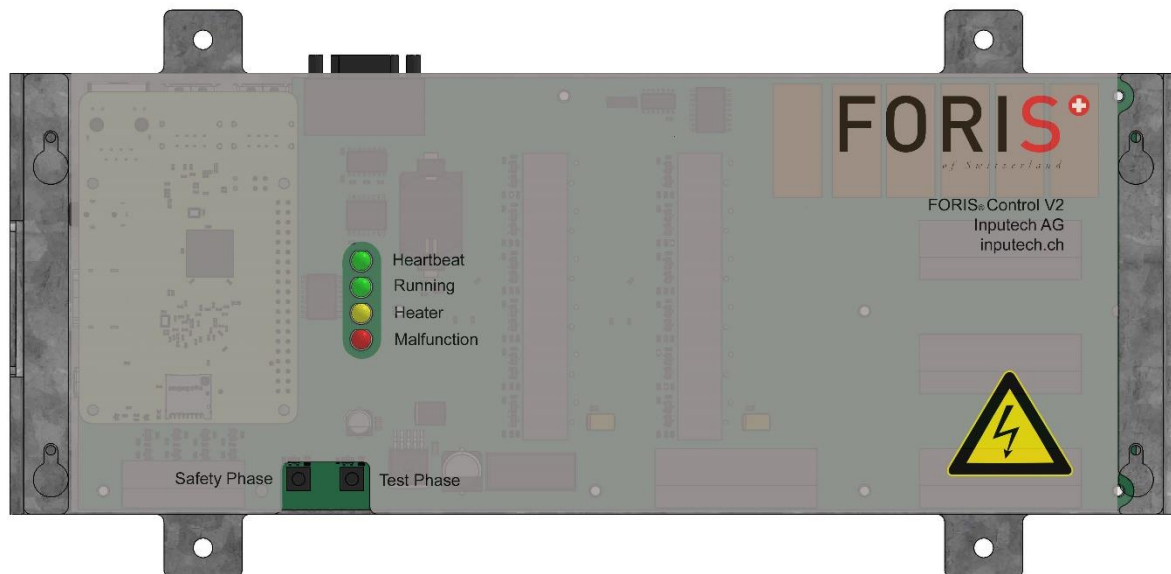 FORIS
of Switzerland
FORIS® Control V2
Inputech AG
inputech.ch
Heartbeat
Running
Heater
Malfunction
Safety Phase
Test Phase